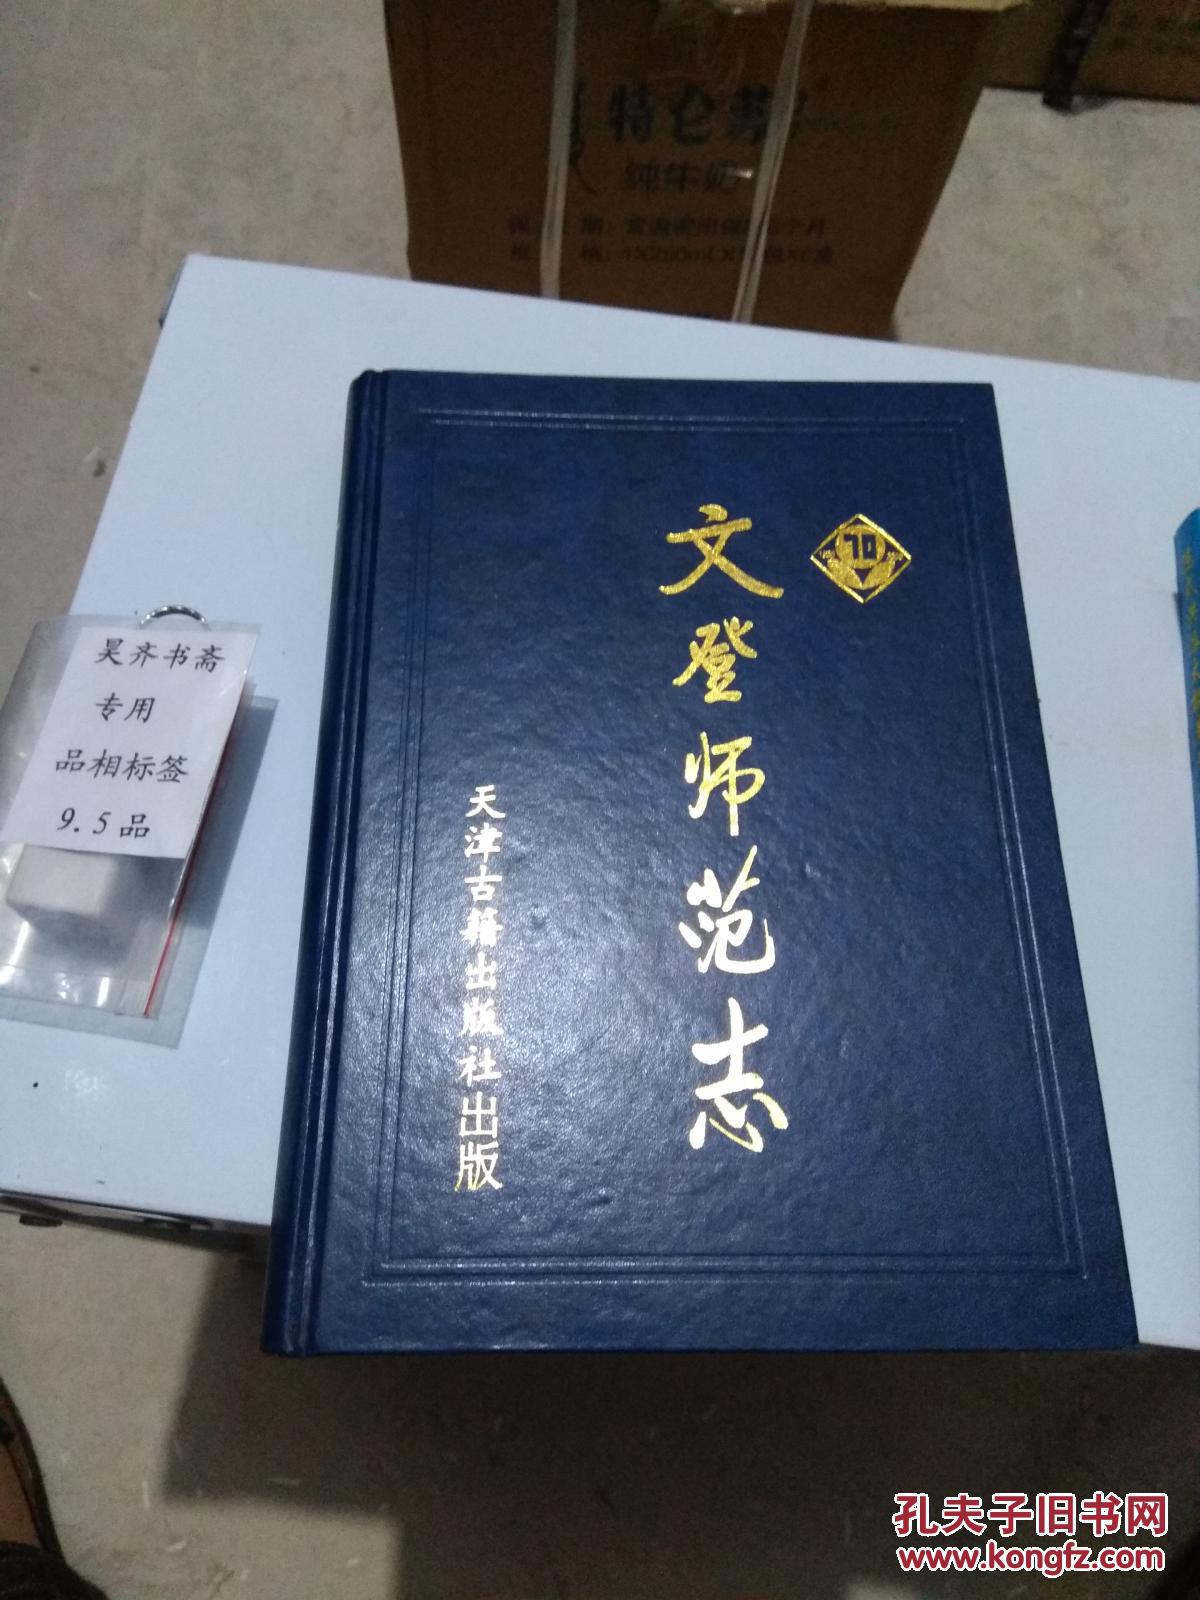 特仑苏
纯牛奶
70
文登师范志
天津古籍出版社出版
昊齐书斋
专用
品相标签
9.5品
孔夫子旧书网
www.kongfz.com